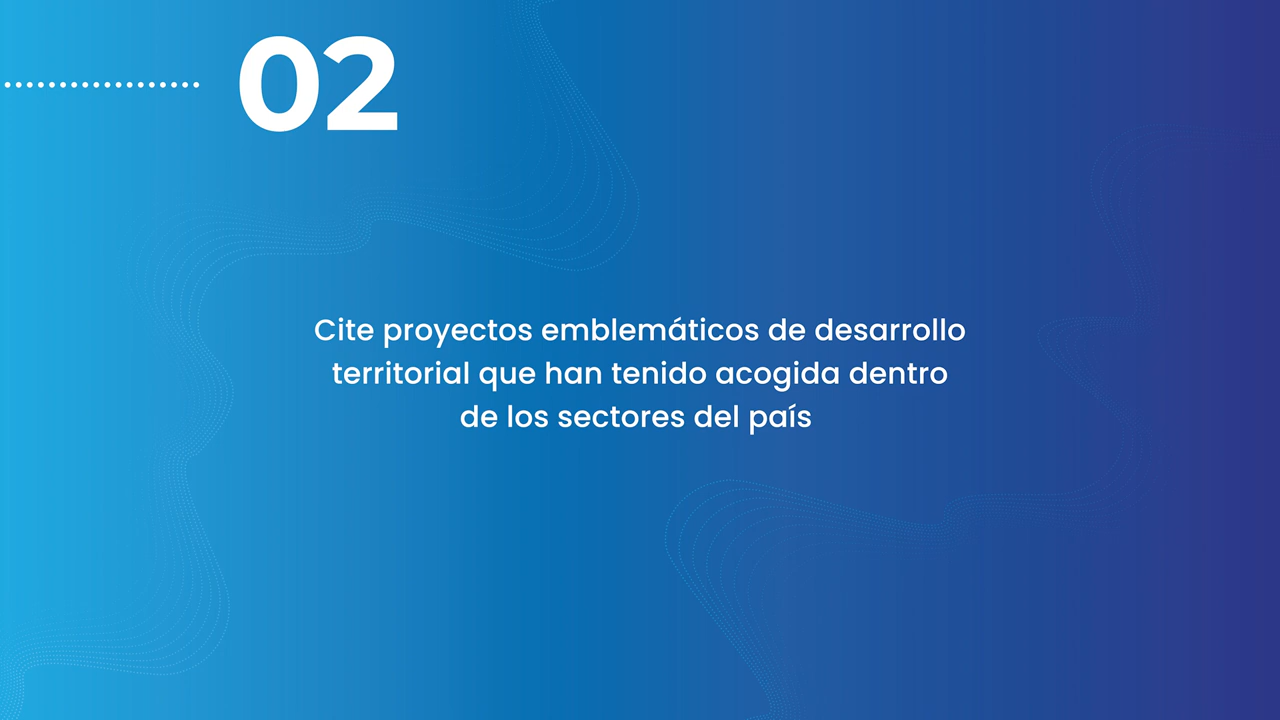 02
Cite proyectos emblemáticos de desarrollo
territorial que han tenido acogida dentro
de los sectores del país